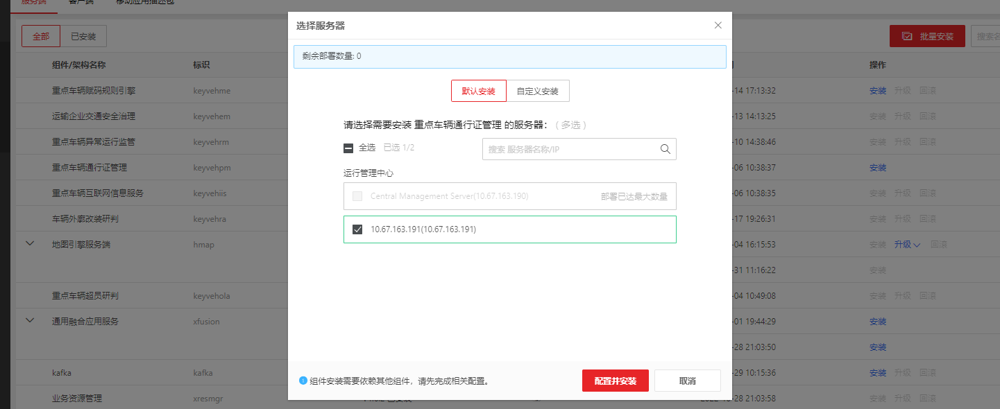 服务端 客户端 移动应用描述包
全部 已安装
批量安装 搜索名
组件/架构名称 标识 操作
重点车辆赋码规则引擎 keyvehme -14 17:13:32 安装 升级 回滚
运输企业交通安全治理 keyvehem -13 14:13:25 安装 升级 回滚
重点车辆异常运行监管 keyvehrm -10 14:38:46 安装 升级 回滚
重点车辆通行证管理 keyvehpm -06 10:38:37 安装
重点车辆互联网信息服务 keyvehiis -06 10:38:35 安装 升级 回滚
车辆外廓改装研判 keyvehra -17 19:26:31 安装 升级 回滚
地图引擎服务端 hmap -04 16:15:53 安装 升级 回滚
-31 11:16:22 安装
重点车辆超员研判 keyvehola -04 10:49:08 安装 升级 回滚
通用融合应用服务 xfusion -01 19:44:29 安装
-28 21:03:50 安装
kafka kafka -29 10:15:36 安装 升级 回滚
业务资源管理 xresmgr 21:03:58 安装 升级 回滚
选择服务器
剩余部署数量: 0
默认安装 自定义安装
请选择需要安装 重点车辆通行证管理 的服务器： （ 多选 ）
全选 已选 1/2 搜索 服务器名称/IP
运行管理中心
Central Management Server(10.67.163.190) 部署已达最大数量
10.67.163.191(10.67.163.191)
组件安装需要依赖其他组件，请先完成相关配置。
配置并安装 取消